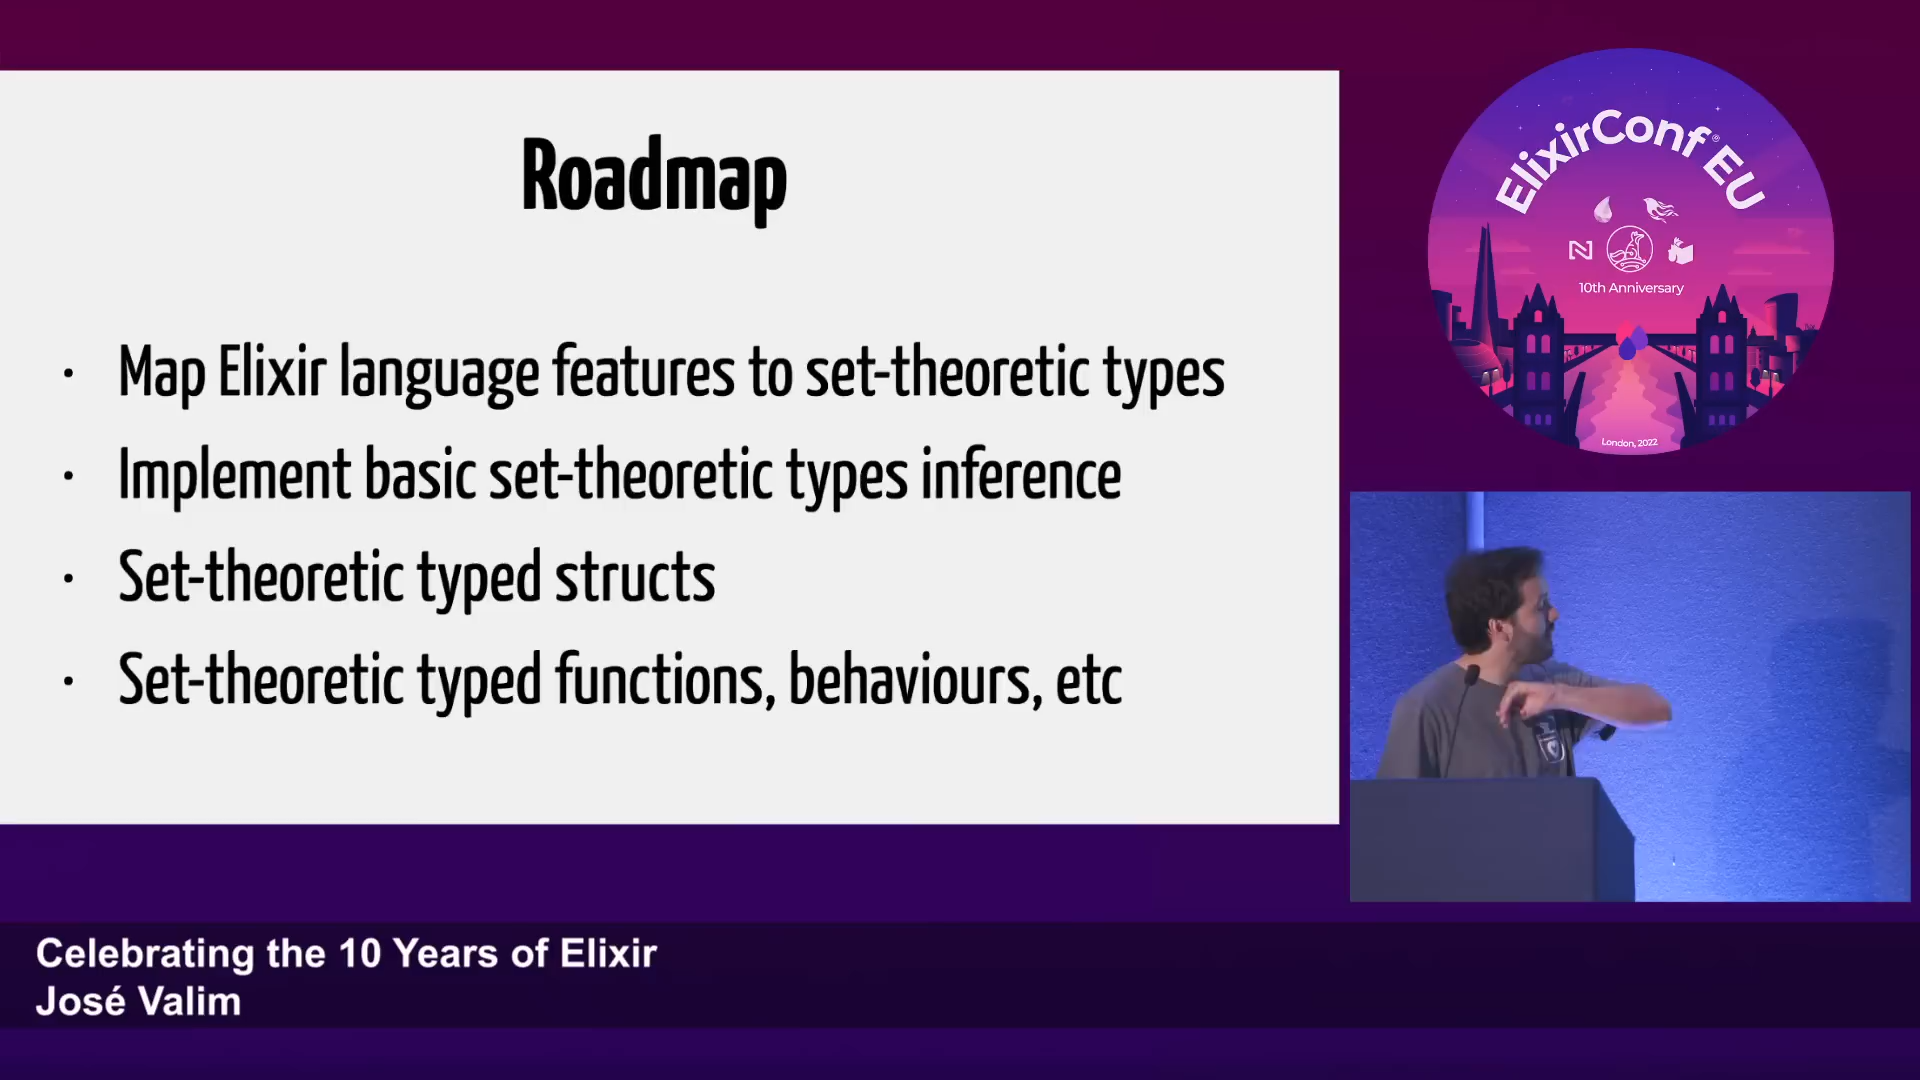 Roadmap
· Map Elixir language features to set-theoretic types
· Implement basic set-theoretic types inference
· Set-theoretic typed structs
· Set-theoretic typed functions, behaviours, etc
ElixirConf® EU
10th Anniversary
London, 2022
Celebrating the 10 Years of Elixir
José Valim